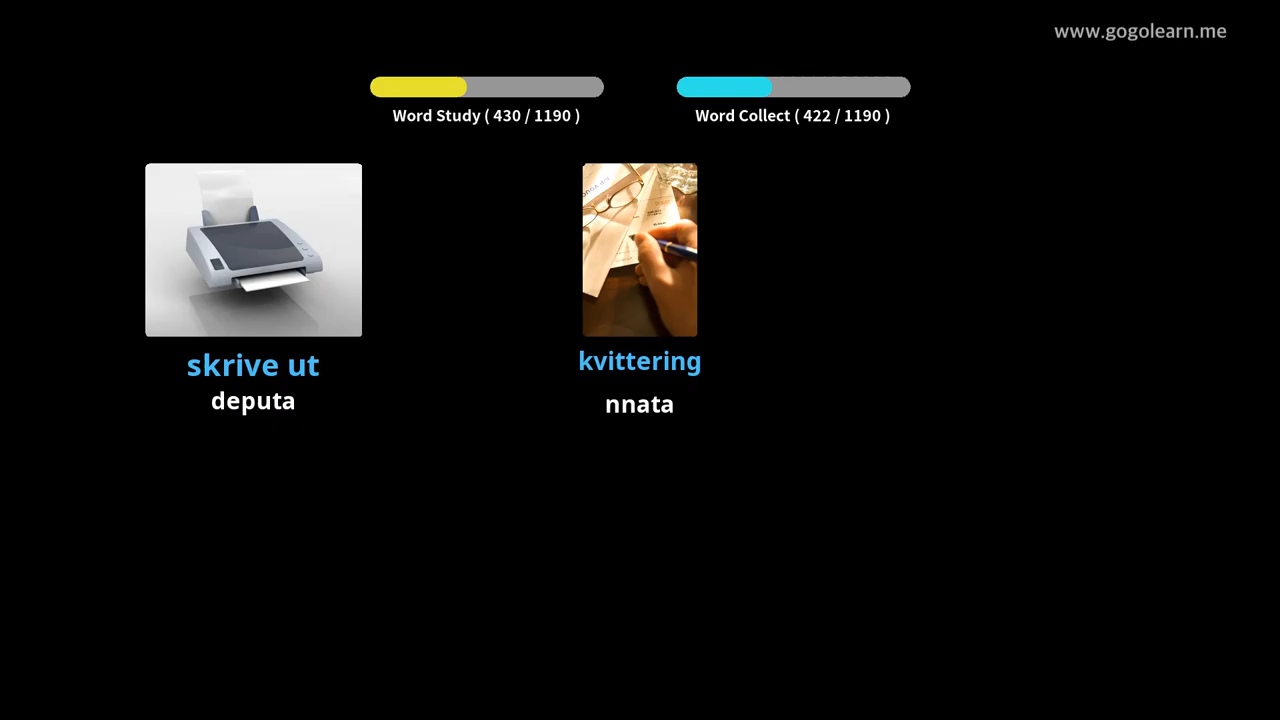 www.gogolearn.me
Word Study ( 430 / 1190 )
Word Collect ( 422 / 1190 )
skrive ut
deputa
kvittering
nnata